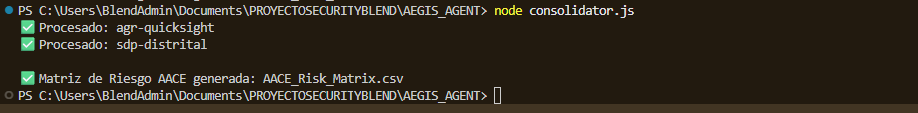 PS C:\Users\BlendAdmin\Documents\PROYECTOSECURITYBLEND\AEGIS_AGENT> node consolidator.js
✅ Procesado: agr-quicksight
✅ Procesado: sdp-distrital
✅ Matriz de Riesgo AACE generada: AACE_Risk_Matrix.csv
PS C:\Users\BlendAdmin\Documents\PROYECTOSECURITYBLEND\AEGIS_AGENT>